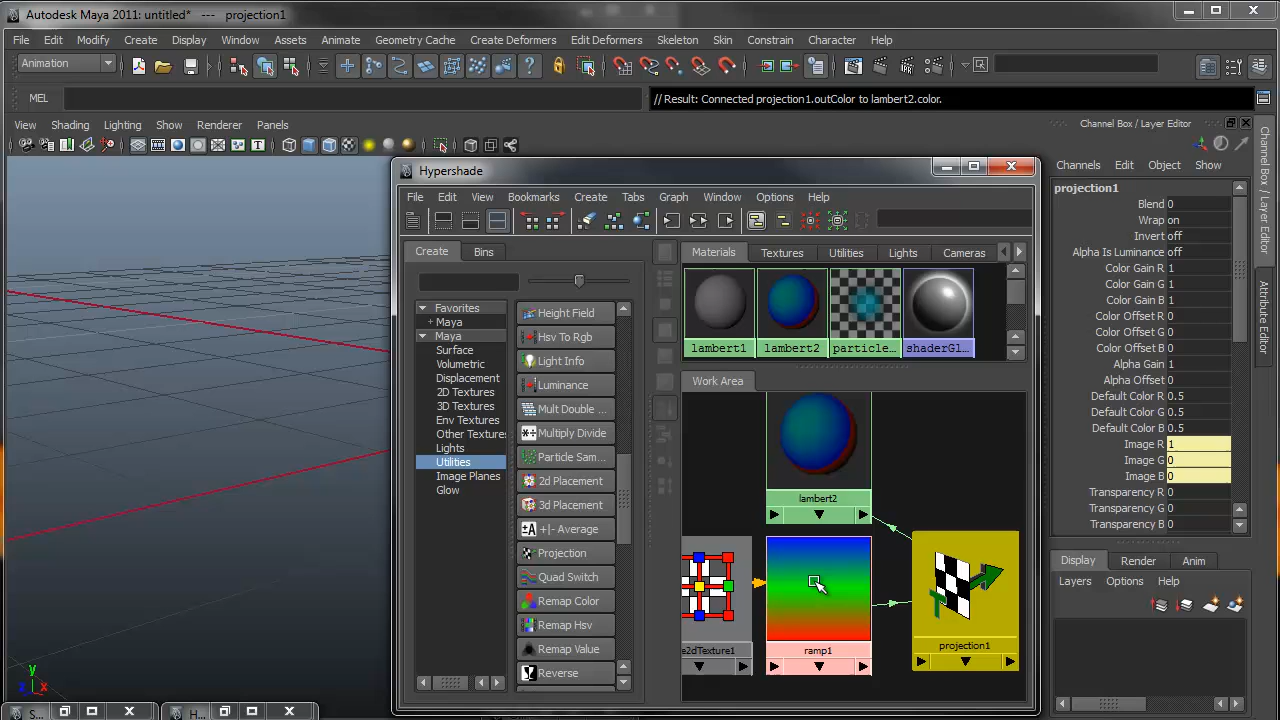 Autodesk Maya 2011: untitled* --- projection1
File Edit Modify Create Display Window Assets Animate Geometry Cache Create Deformers Edit Deformers Skeleton Skin Constrain Character Help
Animation
MEL
// Result: Connected projection1.outColor to lambert2.color.
View Shading Lighting Show Renderer Panels
Channel Box / Layer Editor
Channels Edit Object Show
Channel Box / Layer Editor
Attribute Editor
Hypershade
File Edit View Bookmarks Create Tabs Graph Window Options Help
Create Bins
Materials Textures Utilities Lights Cameras
lambert1 lambert2 particle... shaderGl...
Favorites
+ Maya
Maya
Surface
Volumetric
Displacement
2D Textures
3D Textures
Env Textures
Other Textures
Lights
Utilities
Image Planes
Glow
Height Field
Hsv To Rgb
Light Info
Luminance
Mult Double ...
Multiply Divide
Particle Sam...
2d Placement
3d Placement
+|- Average
Projection
Quad Switch
Remap Color
Remap Hsv
Remap Value
Reverse
Work Area
lambert2
e2dTexture1
ramp1
projection1
projection1
Blend 0
Wrap on
Invert off
Alpha Is Luminance off
Color Gain R 1
Color Gain G 1
Color Gain B 1
Color Offset R 0
Color Offset G 0
Color Offset B 0
Alpha Gain 1
Alpha Offset 0
Default Color R 0.5
Default Color G 0.5
Default Color B 0.5
Image R 1
Image G 0
Image B 0
Transparency R 0
Transparency G 0
Transparency B 0
Display Render Anim
Layers Options Help
y
z x
S... H...